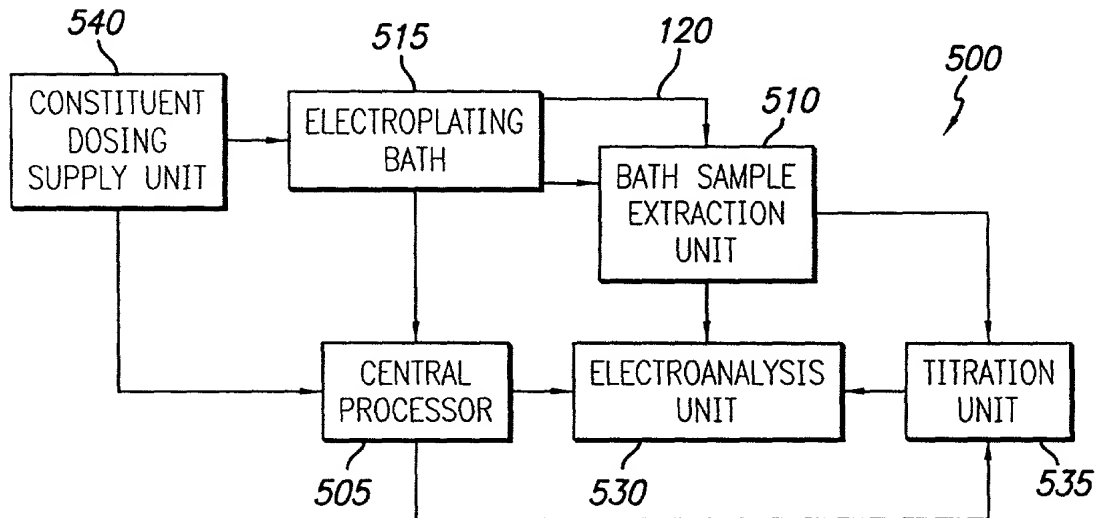 540
515
120
500
510
CONSTITUENT
DOSING
SUPPLY UNIT
ELECTROPLATING
BATH
BATH SAMPLE
EXTRACTION
UNIT
CENTRAL
PROCESSOR
ELECTROANALYSIS
UNIT
TITRATION
UNIT
505
530
535